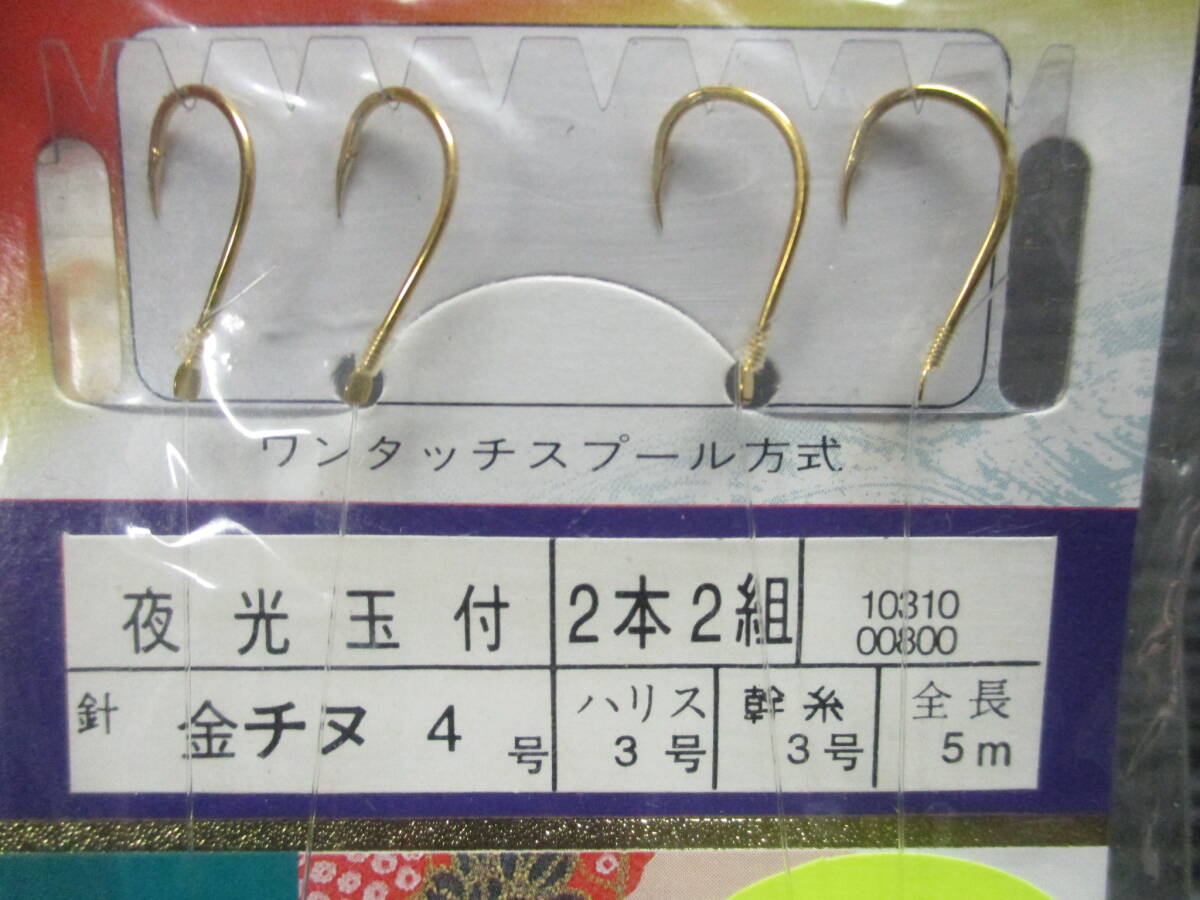 ワンタッチスプール方式
夜光玉付
2本2組
10310
00800
針 金チヌ 4号
ハリス
3号
幹糸
3号
全長
5m